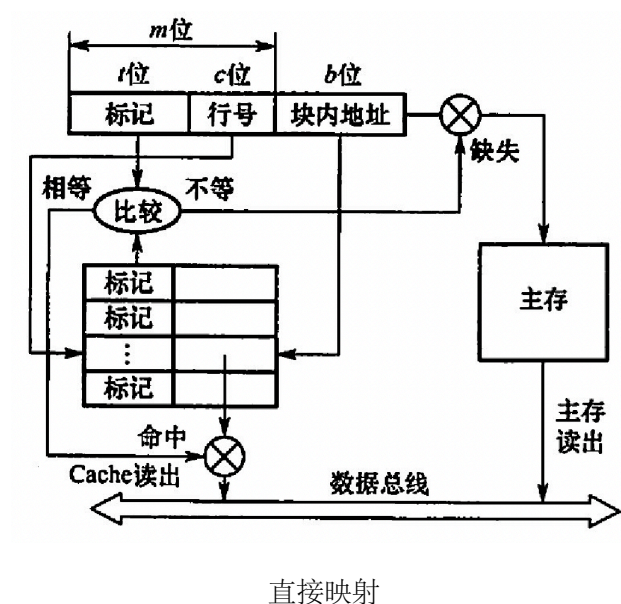 m位
t位 c位 b位
标记 行号 块内地址
缺失
相等 不等
比较
标记
标记
主存
⋮
标记
命中
Cache读出
主存
读出
数据总线
直接映射